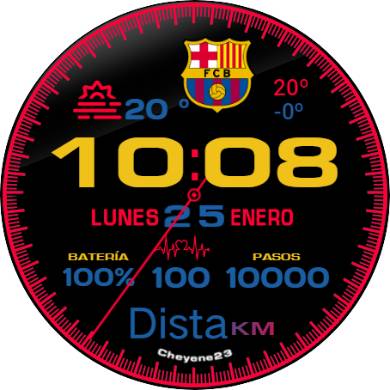 FCB
20°
20°
-0°
10:08
LUNES 25 ENERO
BATERÍA
PASOS
100%
100
10000
Dista KM
Cheyene23